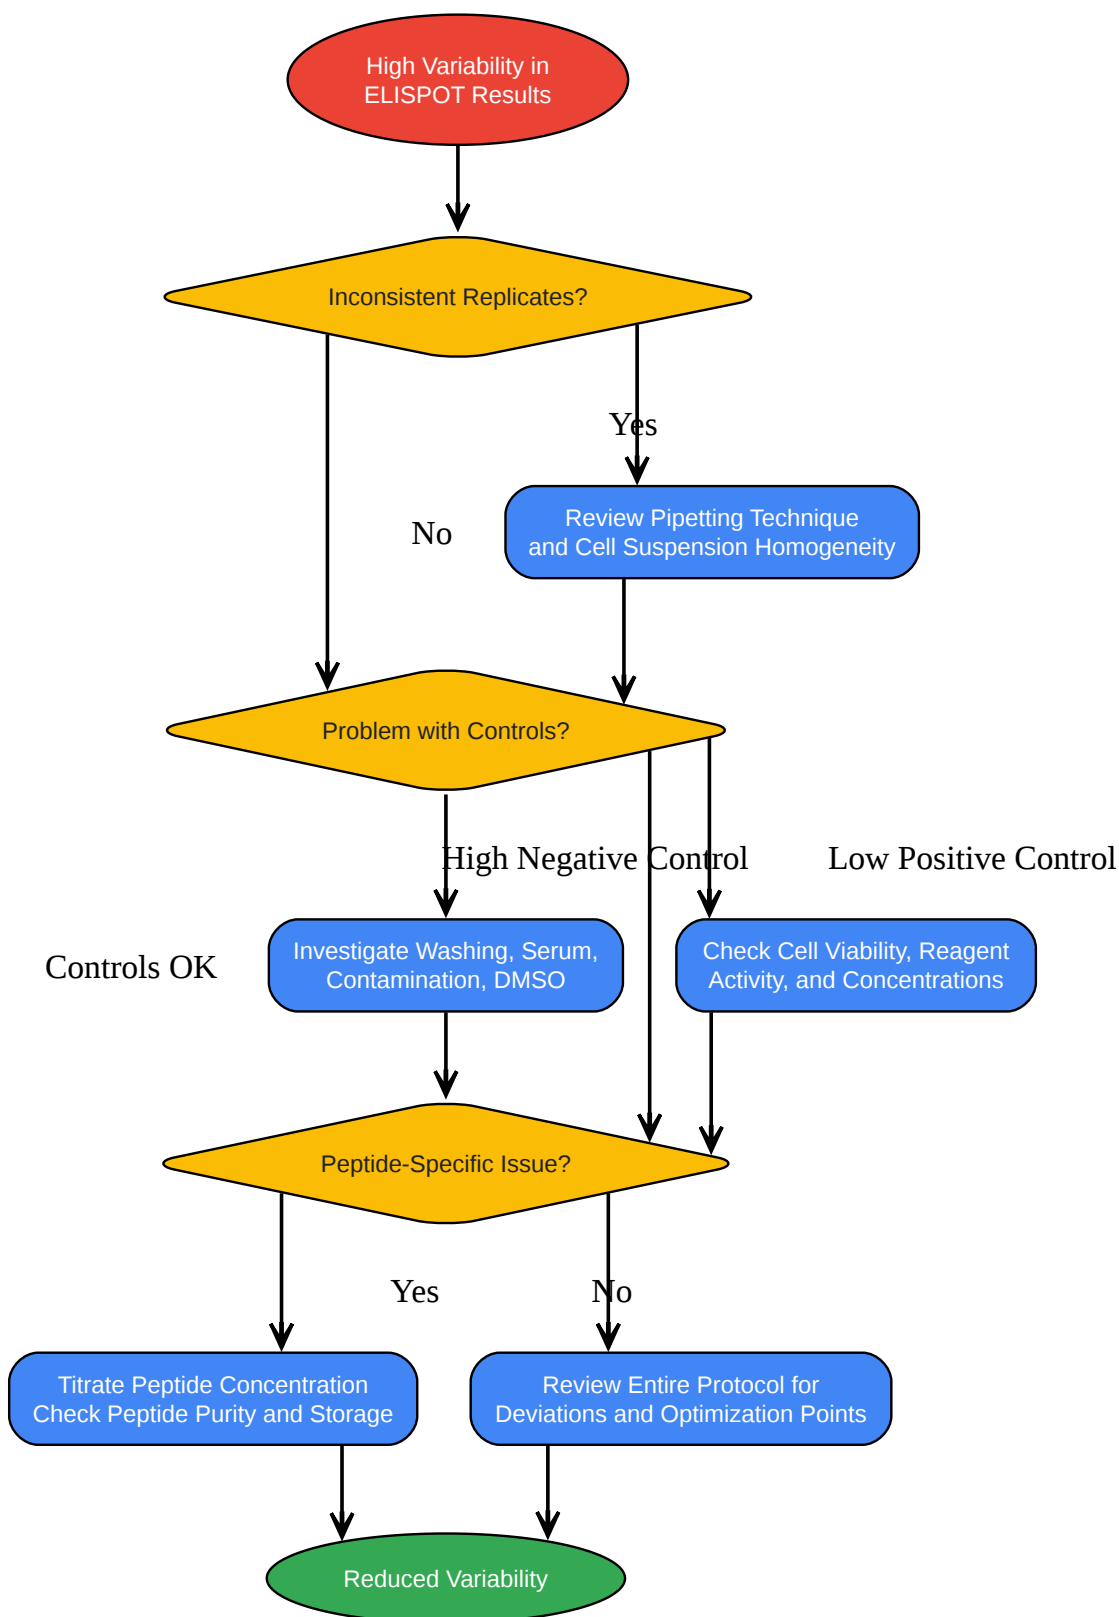 High Variability in
ELISPOT Results
Inconsistent Replicates?
Yes
No
Review Pipetting Technique
and Cell Suspension Homogeneity
Problem with Controls?
High Negative Control
Low Positive Control
Controls OK
Investigate Washing, Serum,
Contamination, DMSO
Check Cell Viability, Reagent
Activity, and Concentrations
Peptide-Specific Issue?
Yes
No
Titrate Peptide Concentration
Check Peptide Purity and Storage
Review Entire Protocol for
Deviations and Optimization Points
Reduced Variability